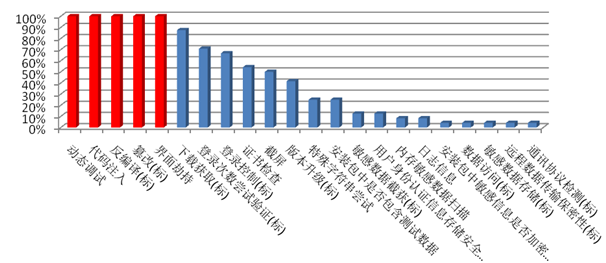 100%
90%
80%
70%
60%
50%
40%
30%
20%
10%
0%
动态调试
代码注入
反编译(标)
篡改(标)
界面劫持
下载获取(标)
登录次数尝试验证(标)
登录控制(标)
证书检查
截屏
版本升级(标)
特殊字符串尝试
安装包中是否包含测试数据
敏感数据截获(标)
用户身份认证信息存储安全...
内存敏感数据扫描
日志信息
安装包中敏感信息是否加密...
数据访问(标)
敏感数据存储(标)
远程数据传输保密性(标)
通讯协议检测(标)